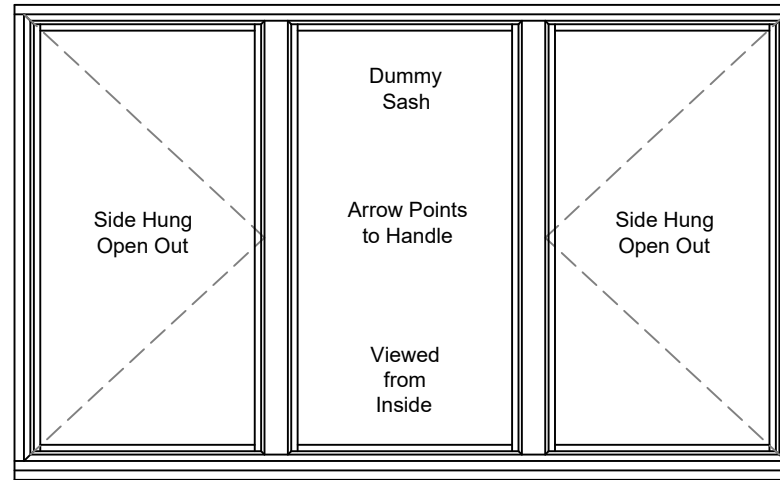 Dummy
Sash
Side Hung
Open Out
Arrow Points
to Handle
Side Hung
Open Out
Viewed
from
Inside